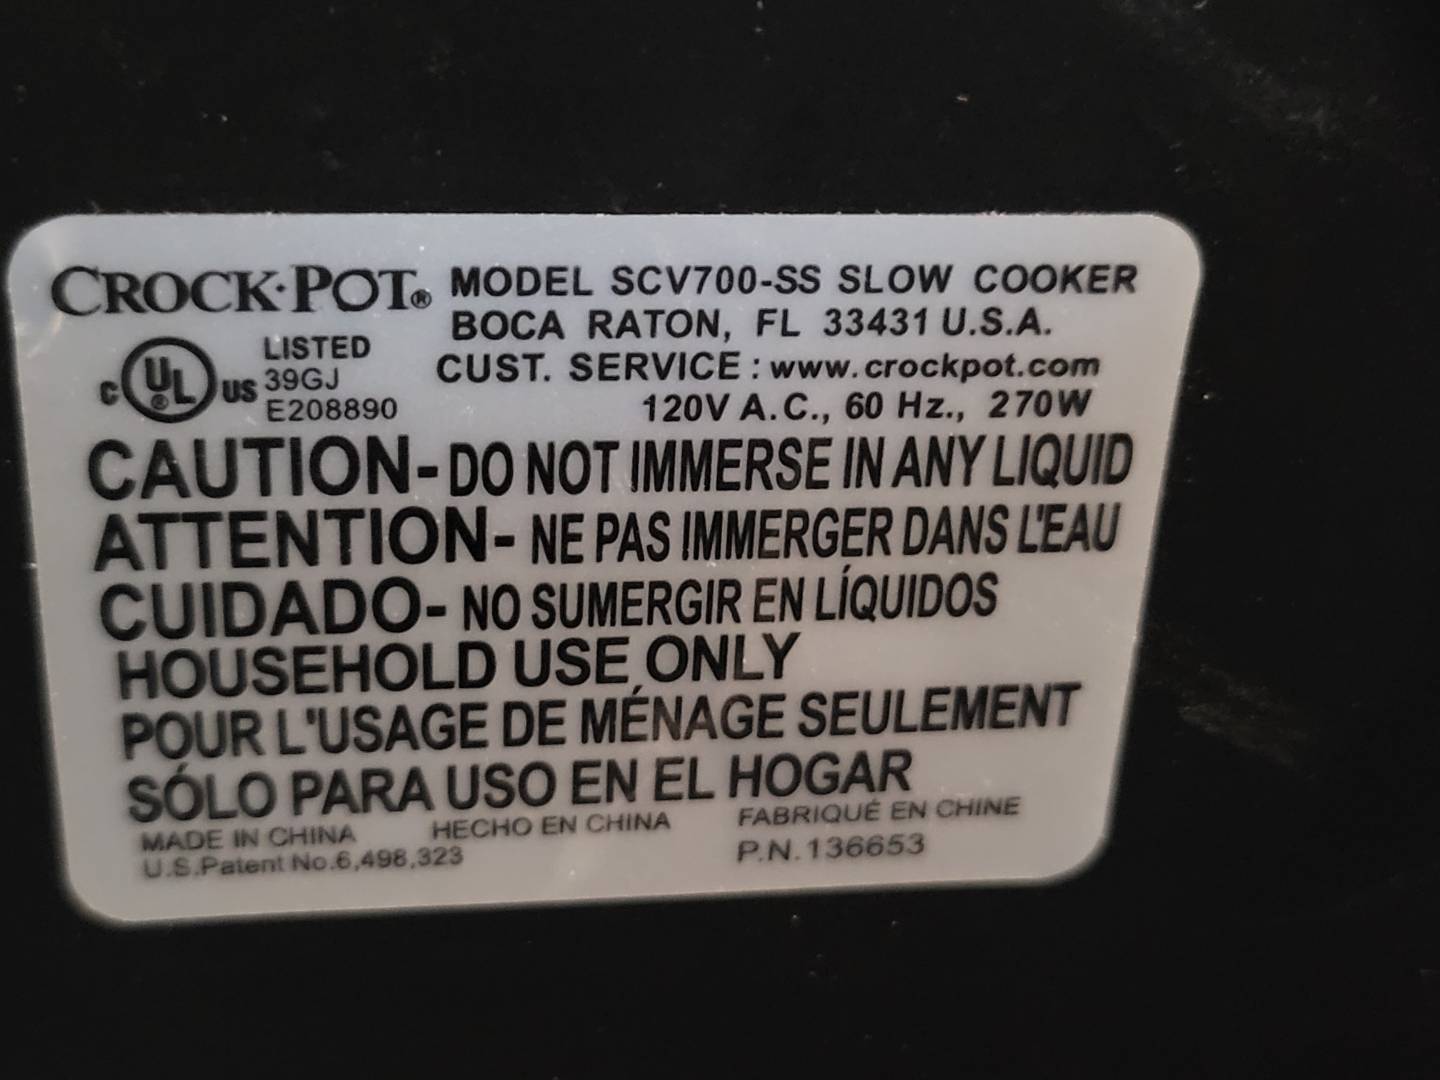 CROCK·POT® MODEL SCV700-SS SLOW COOKER
BOCA RATON, FL 33431 U.S.A.
C UL® US LISTED
39GJ
E208890
CUST. SERVICE : www.crockpot.com
120V A.C., 60 Hz., 270W
CAUTION- DO NOT IMMERSE IN ANY LIQUID
ATTENTION- NE PAS IMMERGER DANS L'EAU
CUIDADO- NO SUMERGIR EN LÍQUIDOS
HOUSEHOLD USE ONLY
POUR L'USAGE DE MÉNAGE SEULEMENT
SÓLO PARA USO EN EL HOGAR
MADE IN CHINA HECHO EN CHINA FABRIQUÉ EN CHINE
U.S.Patent No.6,498,323 P.N.136653